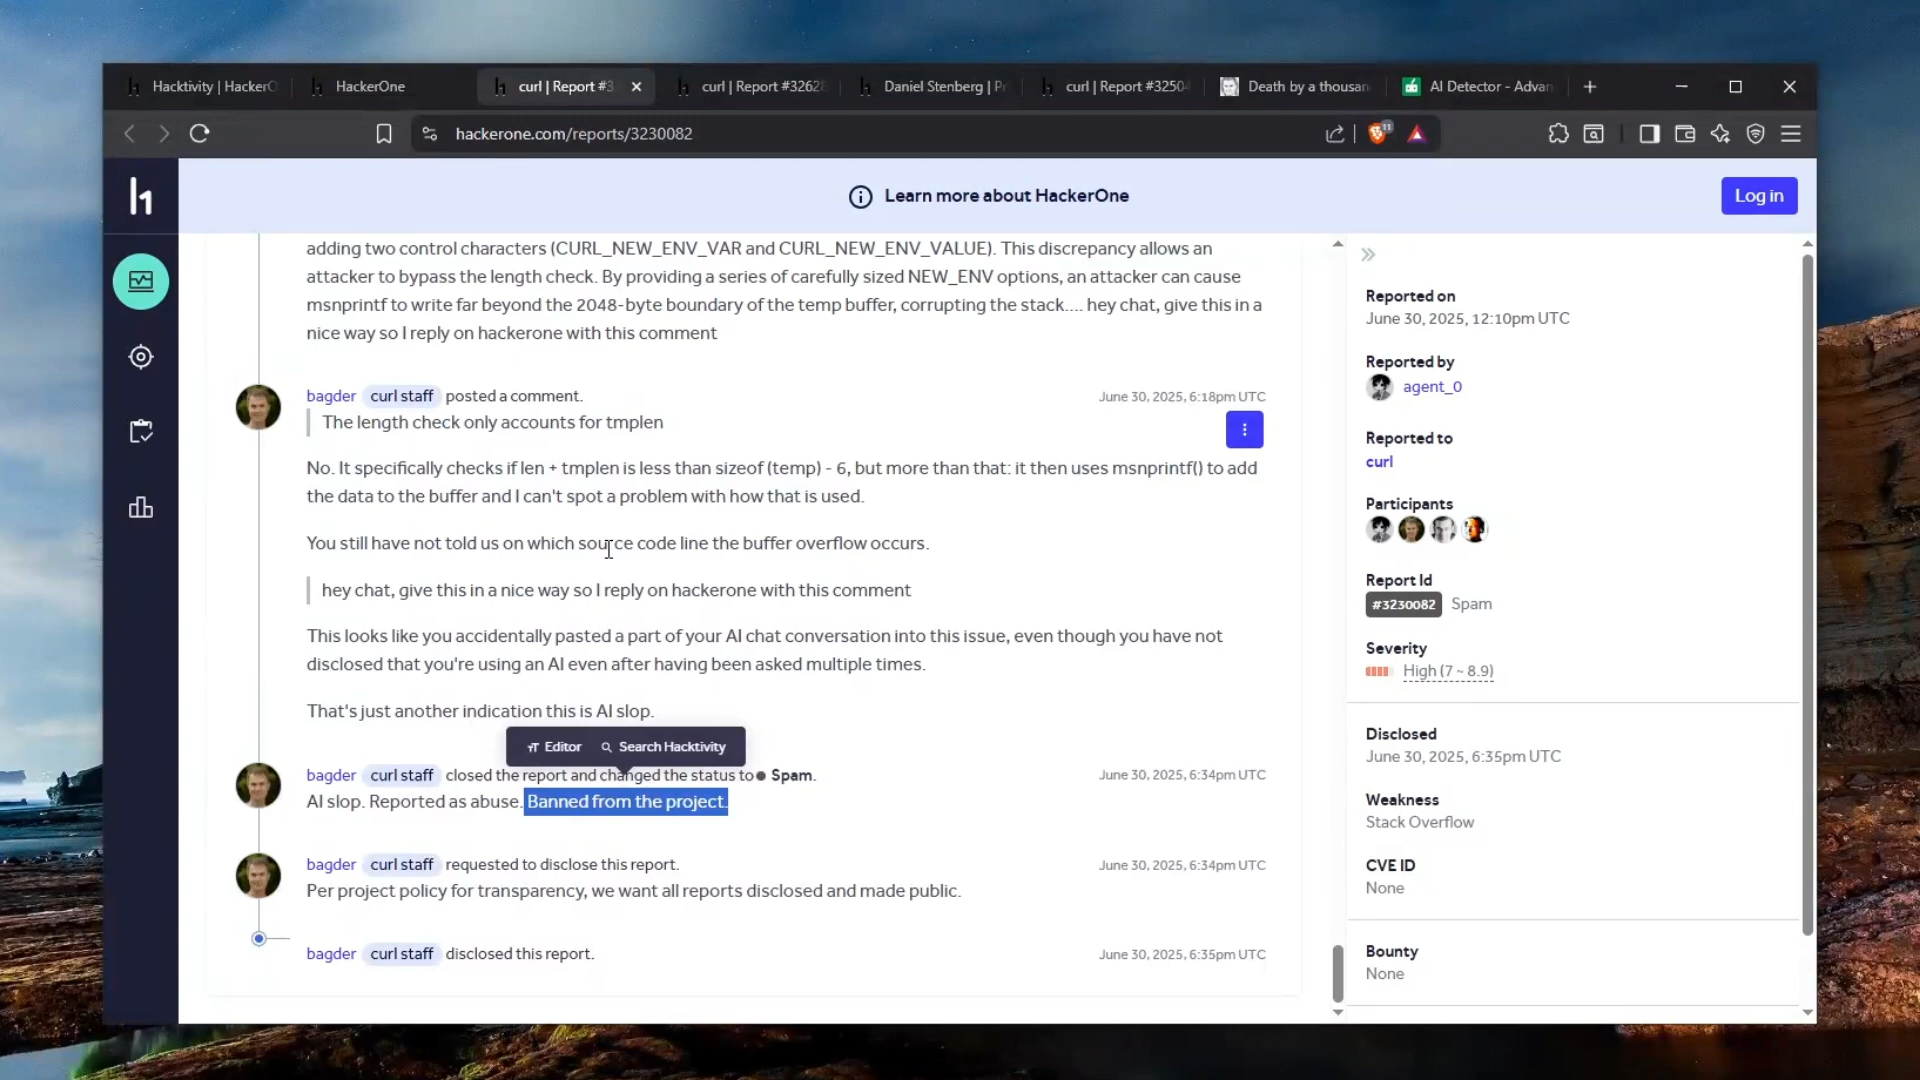 Hacktivity | HackerO
HackerOne
curl | Report #3
curl | Report #3262
Daniel Stenberg | Pr
curl | Report #3250
Death by a thousan
AI Detector - Advan
hackerone.com/reports/3230082
11
h1
Learn more about HackerOne
Log in
adding two control characters (CURL_NEW_ENV_VAR and CURL_NEW_ENV_VALUE). This discrepancy allows an
attacker to bypass the length check. By providing a series of carefully sized NEW_ENV options, an attacker can cause
msnprintf to write far beyond the 2048-byte boundary of the temp buffer, corrupting the stack.... hey chat, give this in a
nice way so I reply on hackerone with this comment
bagder curl staff posted a comment.
June 30, 2025, 6:18pm UTC
The length check only accounts for tmplen
No. It specifically checks if len + tmplen is less than sizeof (temp) - 6, but more than that: it then uses msnprintf() to add
the data to the buffer and I can't spot a problem with how that is used.
You still have not told us on which source code line the buffer overflow occurs.
hey chat, give this in a nice way so I reply on hackerone with this comment
This looks like you accidentally pasted a part of your AI chat conversation into this issue, even though you have not
disclosed that you're using an AI even after having been asked multiple times.
That's just another indication this is AI slop.
Editor Search Hacktivity
bagder curl staff closed the report and changed the status to Spam.
June 30, 2025, 6:34pm UTC
AI slop. Reported as abuse. Banned from the project.
bagder curl staff requested to disclose this report.
June 30, 2025, 6:34pm UTC
Per project policy for transparency, we want all reports disclosed and made public.
bagder curl staff disclosed this report.
June 30, 2025, 6:35pm UTC
Reported on
June 30, 2025, 12:10pm UTC
Reported by
agent_0
Reported to
curl
Participants
Report Id
#3230082 Spam
Severity
High (7 ~ 8.9)
Disclosed
June 30, 2025, 6:35pm UTC
Weakness
Stack Overflow
CVE ID
None
Bounty
None